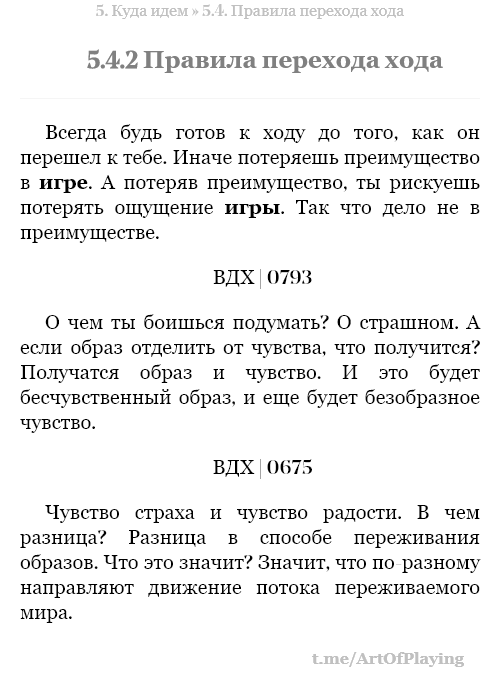 5. Куда идем » 5.4. Правила перехода хода
5.4.2 Правила перехода хода
Всегда будь готов к ходу до того, как он
перешел к тебе. Иначе потеряешь преимущество
в игре. А потеряв преимущество, ты рискуешь
потерять ощущение игры. Так что дело не в
преимуществе.
ВДХ | 0793
О чем ты боишься подумать? О страшном. А
если образ отделить от чувства, что получится?
Получатся образ и чувство. И это будет
бесчувственный образ, и еще будет безобразное
чувство.
ВДХ | 0675
Чувство страха и чувство радости. В чем
разница? Разница в способе переживания
образов. Что это значит? Значит, что по-разному
направляют движение потока переживаемого
мира.
t.me/ArtOfPlaying